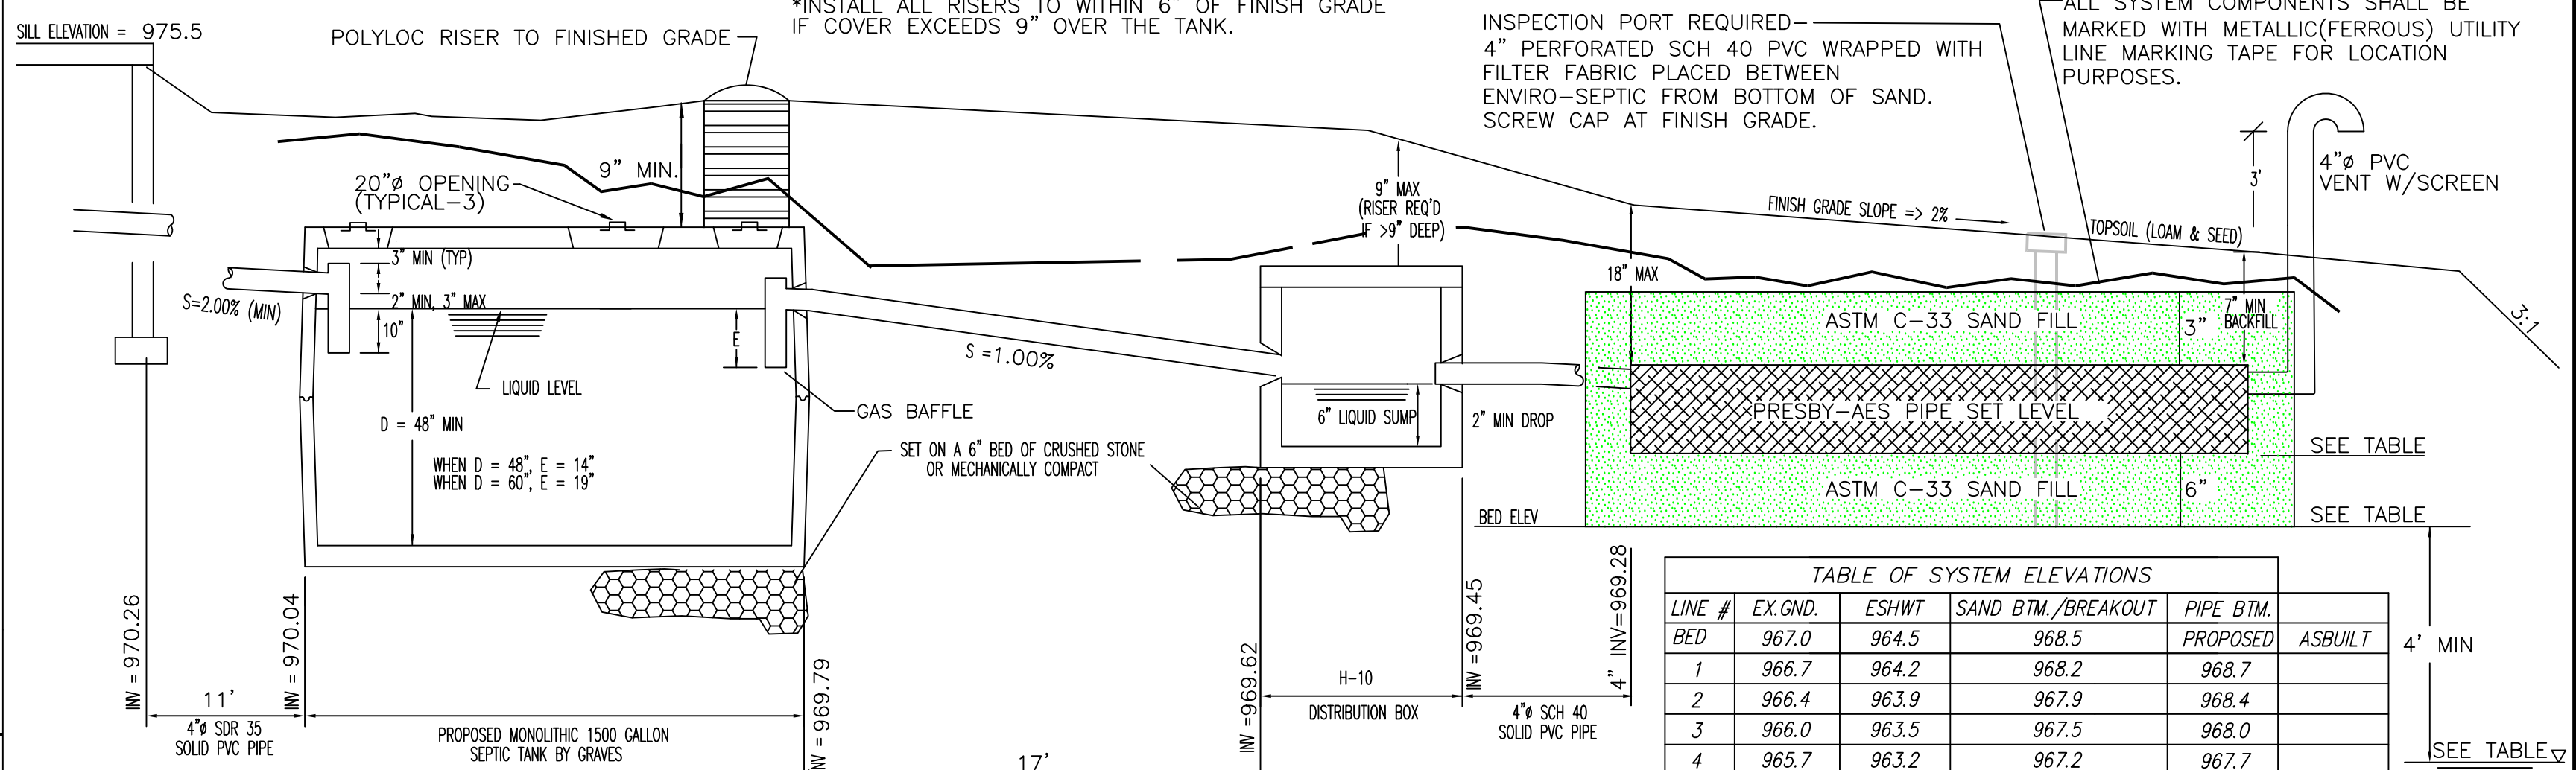 *INSTALL ALL RISERS TO WITHIN 6" OF FINISH GRADE
IF COVER EXCEEDS 9" OVER THE TANK.
SILL ELEVATION = 975.5
POLYLOC RISER TO FINISHED GRADE
INSPECTION PORT REQUIRED-
4" PERFORATED SCH 40 PVC WRAPPED WITH
FILTER FABRIC PLACED BETWEEN
ENVIRO-SEPTIC FROM BOTTOM OF SAND.
SCREW CAP AT FINISH GRADE.
ALL SYSTEM COMPONENTS SHALL BE
MARKED WITH METALLIC(FERROUS) UTILITY
LINE MARKING TAPE FOR LOCATION
PURPOSES.
9" MIN.
20"ø OPENING
(TYPICAL-3)
9" MAX
(RISER REQ'D
IF >9" DEEP)
3'
4"ø PVC
VENT W/SCREEN
FINISH GRADE SLOPE => 2%
TOPSOIL (LOAM & SEED)
3:1
18" MAX
7" MIN
BACKFILL
3" MIN (TYP)
2" MIN, 3" MAX
10"
S=2.00% (MIN)
E
S =1.00%
LIQUID LEVEL
GAS BAFFLE
D = 48" MIN
WHEN D = 48", E = 14"
WHEN D = 60", E = 19"
SET ON A 6" BED OF CRUSHED STONE
OR MECHANICALLY COMPACT
6" LIQUID SUMP
2" MIN DROP
ASTM C-33 SAND FILL
3"
PRESBY-AES PIPE SET LEVEL
SEE TABLE
ASTM C-33 SAND FILL
6"
BED ELEV
SEE TABLE
4' MIN
SEE TABLE
INV = 970.26
11'
4"ø SDR 35
SOLID PVC PIPE
INV = 970.04
PROPOSED MONOLITHIC 1500 GALLON
SEPTIC TANK BY GRAVES
INV = 969.79
17'
INV =969.62
H-10
DISTRIBUTION BOX
INV =969.45
4"ø SCH 40
SOLID PVC PIPE
4" INV=969.28
TABLE OF SYSTEM ELEVATIONS
LINE # EX.GND. ESHWT SAND BTM./BREAKOUT PIPE BTM.
BED 967.0 964.5 968.5 PROPOSED ASBUILT
1 966.7 964.2 968.2 968.7
2 966.4 963.9 967.9 968.4
3 966.0 963.5 967.5 968.0
4 965.7 963.2 967.2 967.7